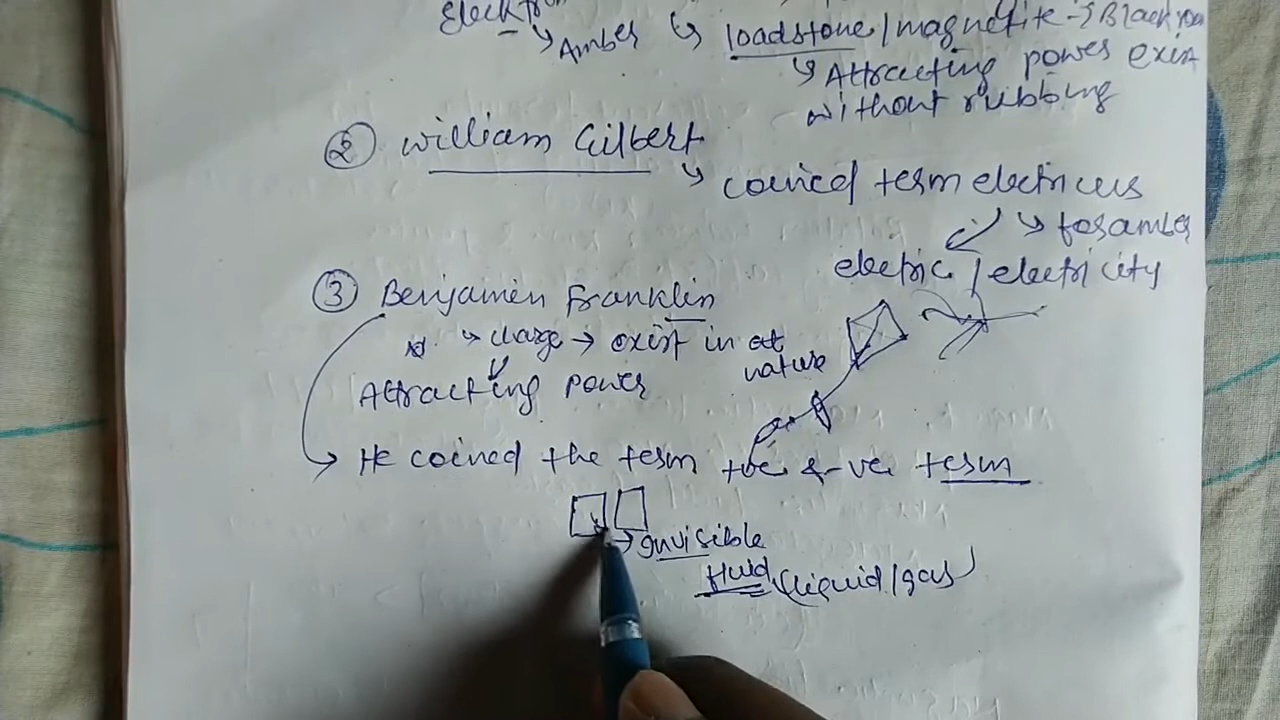 Electron
↳ Amber ↳ loadstone/magnetite → Black
↳ Attracting power exist
without rubbing
② William Gilbert
↳ coined term electricus
↳ for amber
electric / electricity
③ Benjamin Franklin
↳ charge → exist in
nature
Attracting power
→ He coined the term +ve & -ve term
→ Invisible
fluid (liquid/gas)